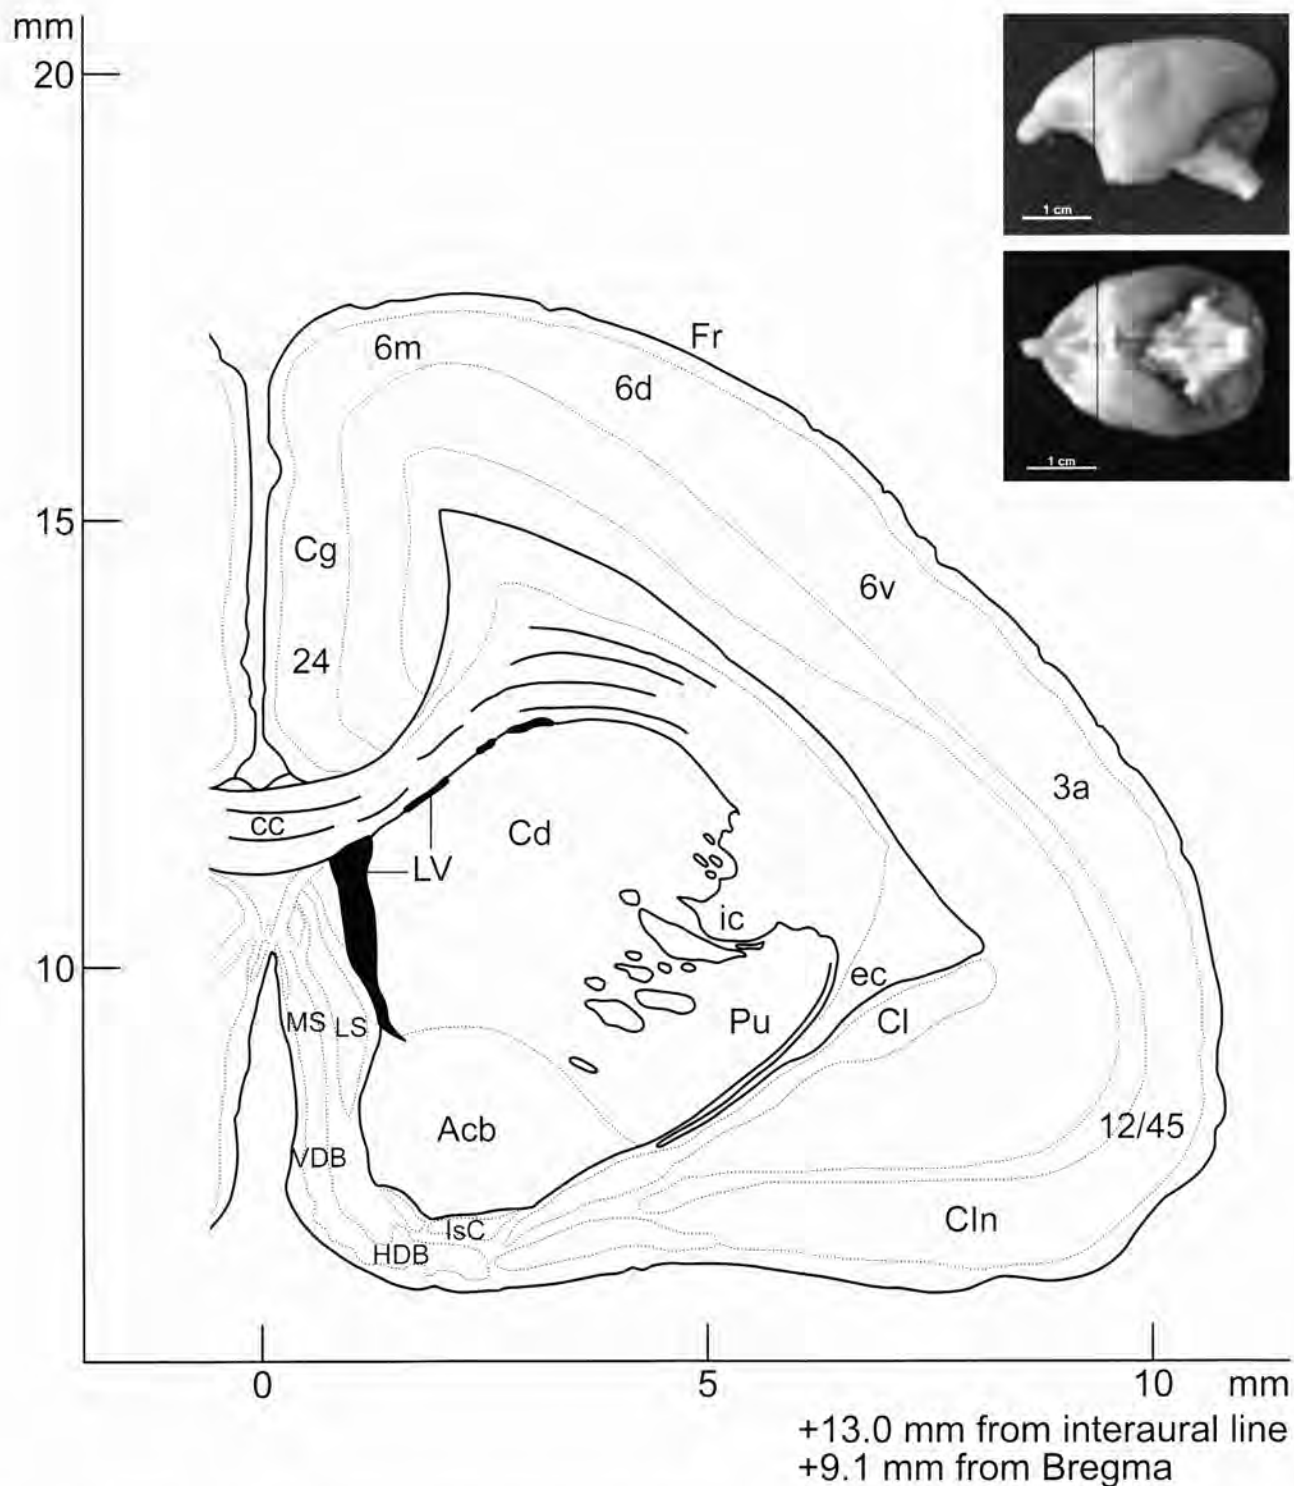 mm
20
1 cm
1 cm
Fr
6m
6d
15
Cg
6v
24
3a
cc
Cd
LV
ic
10
ec
MS
LS
Pu
Cl
Acb
12/45
VDB
Cln
IsC
HDB
0
5
10
mm
+13.0 mm from interaural line
+9.1 mm from Bregma